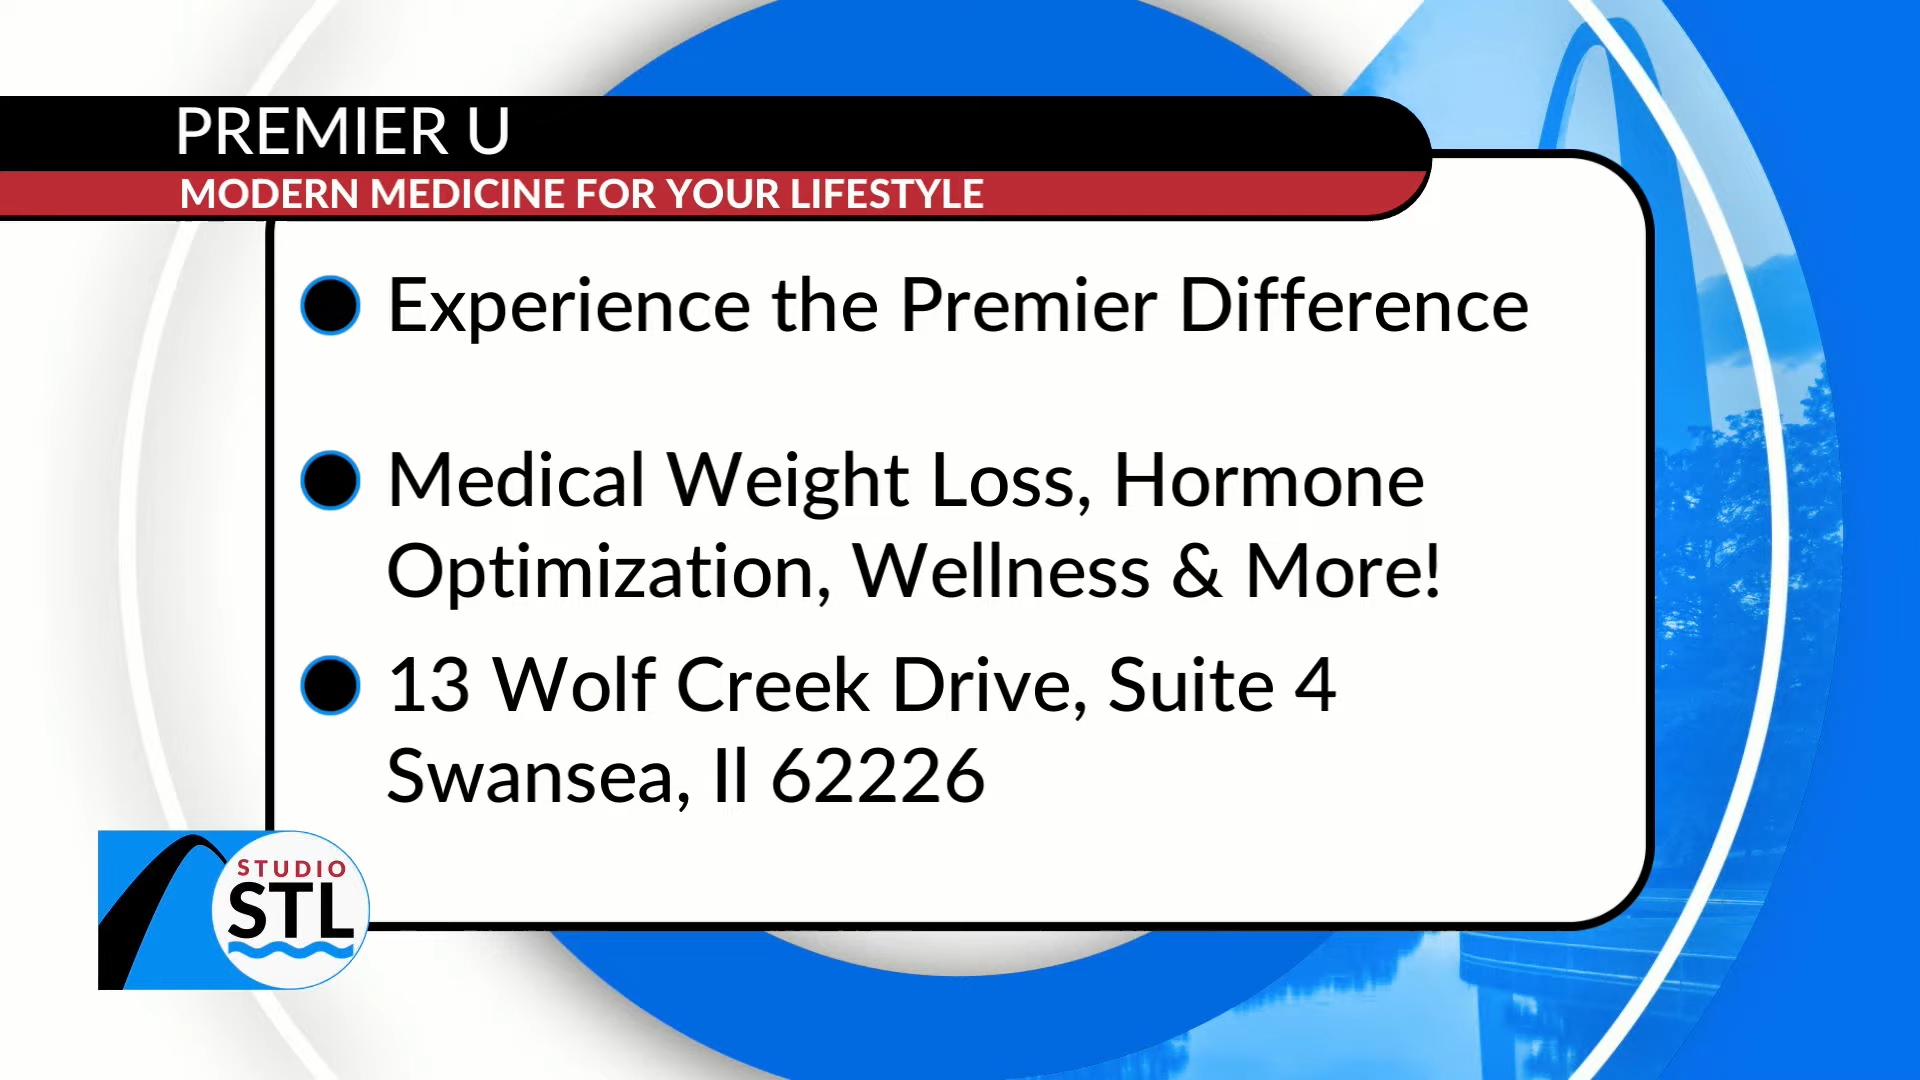 PREMIER U
MODERN MEDICINE FOR YOUR LIFESTYLE
Experience the Premier Difference
Medical Weight Loss, Hormone
Optimization, Wellness & More!
13 Wolf Creek Drive, Suite 4
Swansea, Il 62226
STUDIO
STL